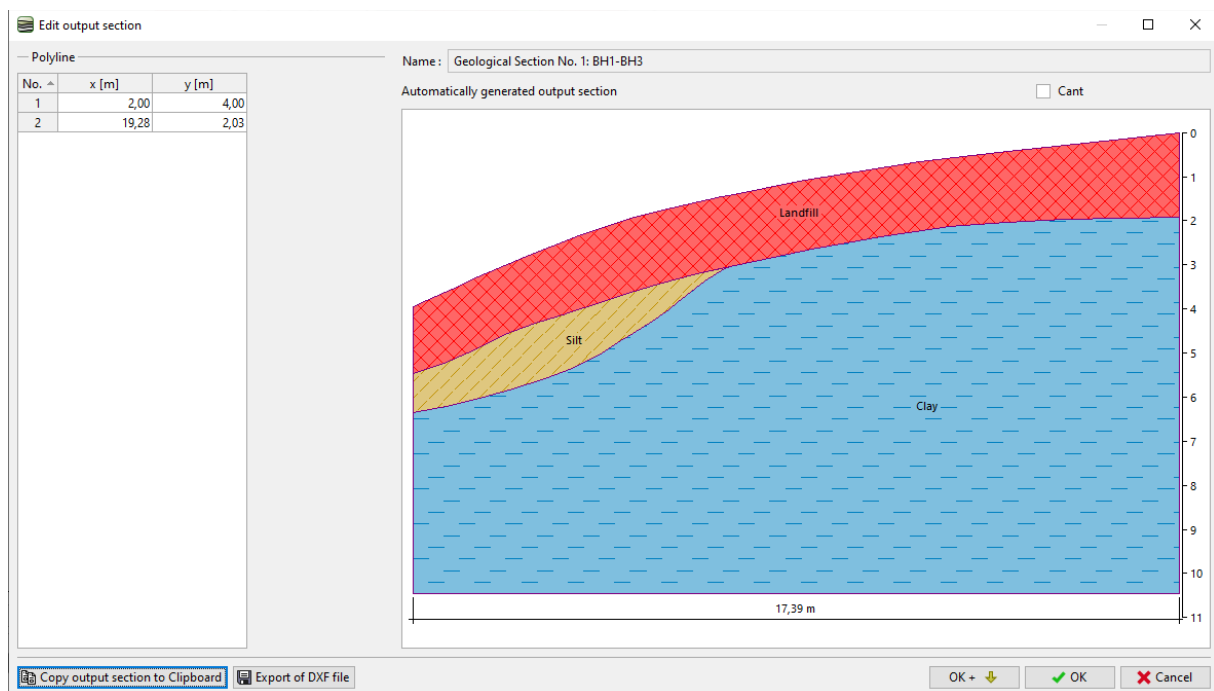 Edit output section
Polyline
No. x [m] y [m]
1 2,00 4,00
2 19,28 2,03
Name : Geological Section No. 1: BH1-BH3
Automatically generated output section
Cant
Landfill
Silt
Clay
0
1
2
3
4
5
6
7
8
9
10
11
17,39 m
Copy output section to Clipboard
Export of DXF file
OK +
OK
Cancel